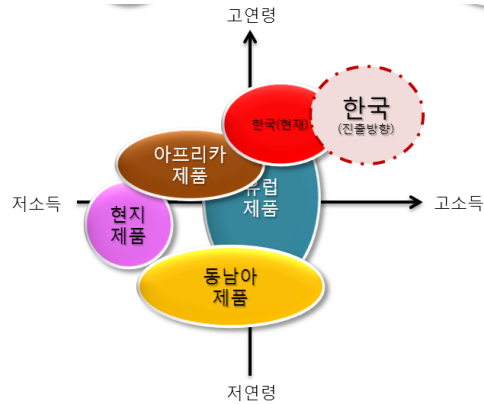 고연령
한국
(진출방향)
한국(현재)
아프리카
제품
유럽
제품
저소득
고소득
현지
제품
동남아
제품
저연령